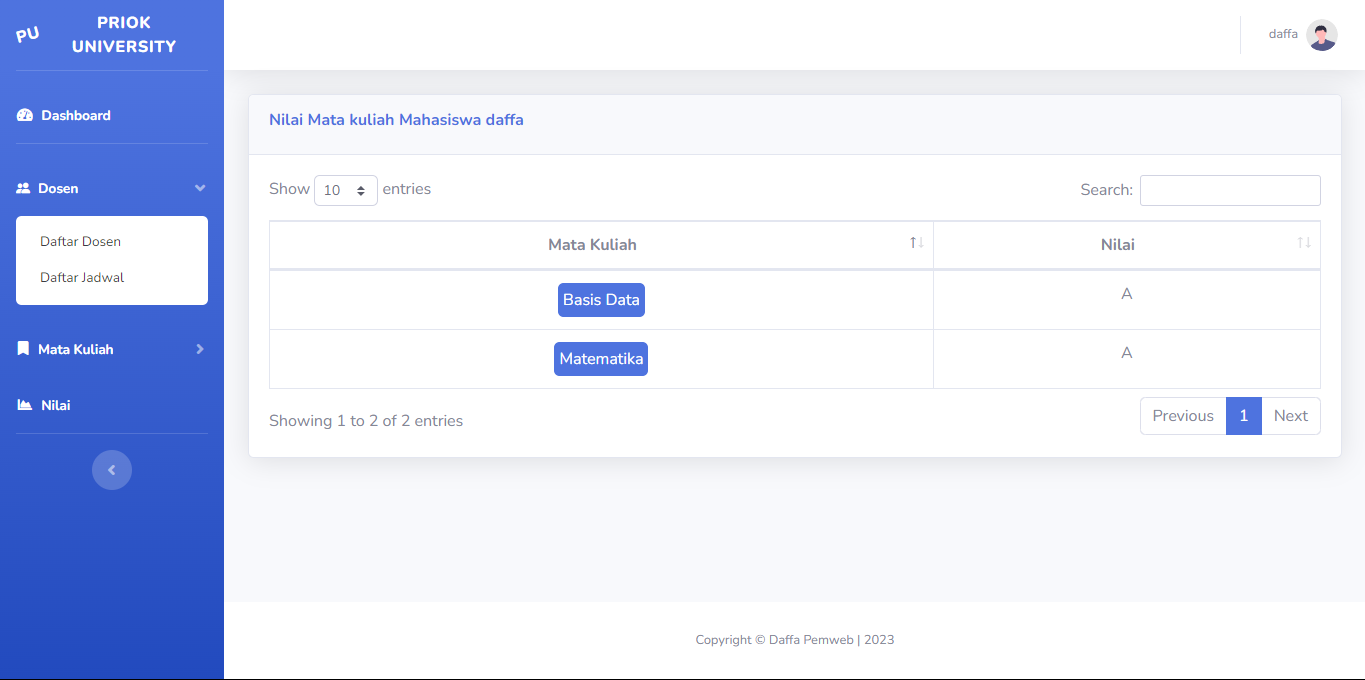 PU
PRIOK
UNIVERSITY
daffa
Dashboard
Dosen
Daftar Dosen
Daftar Jadwal
Mata Kuliah
Nilai
Nilai Mata kuliah Mahasiswa daffa
Show 10 entries
Search:
Mata Kuliah Nilai
Basis Data A
Matematika A
Showing 1 to 2 of 2 entries
Previous 1 Next
Copyright © Daffa Pemweb | 2023